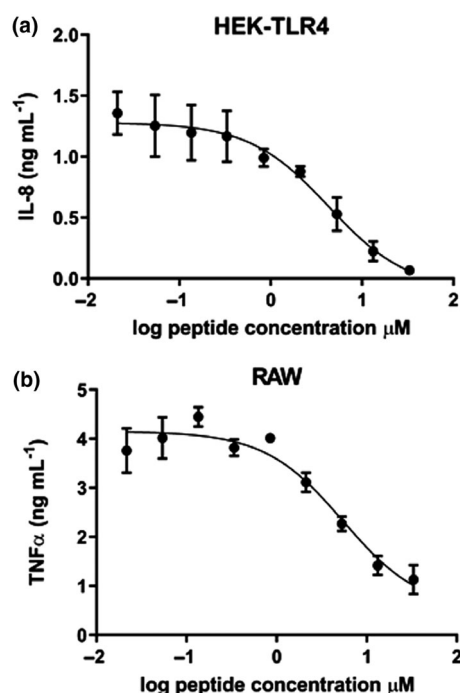 (a)
HEK-TLR4
IL-8 (ng mL⁻¹)
2.0
1.5
1.0
0.5
0.0
–2 –1 0 1 2
log peptide concentration μM
(b)
RAW
TNFα (ng mL⁻¹)
5
4
3
2
1
0
–2 –1 0 1 2
log peptide concentration μM